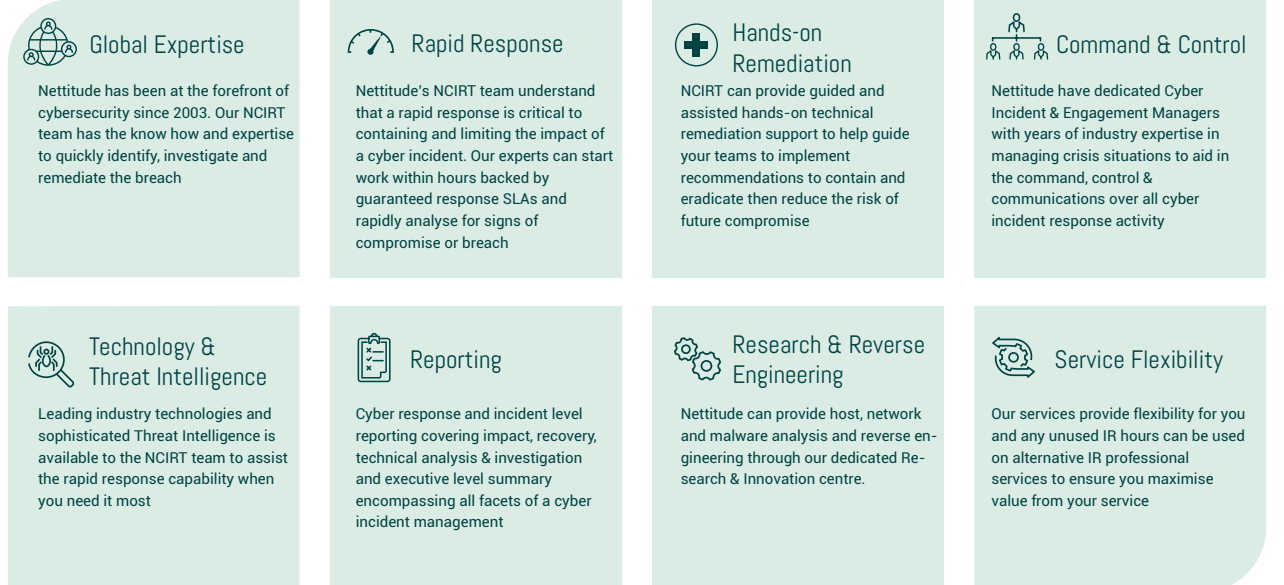 Global Expertise
Nettitude has been at the forefront of
cybersecurity since 2003. Our NCIRT
team has the know how and expertise
to quickly identify, investigate and
remediate the breach
Rapid Response
Nettitude's NCIRT team understand
that a rapid response is critical to
containing and limiting the impact of
a cyber incident. Our experts can start
work within hours backed by
guaranteed response SLAs and
rapidly analyse for signs of
compromise or breach
Hands-on
Remediation
NCIRT can provide guided and
assisted hands-on technical
remediation support to help guide
your teams to implement
recommendations to contain and
eradicate then reduce the risk of
future compromise
Command & Control
Nettitude have dedicated Cyber
Incident & Engagement Managers
with years of industry expertise in
managing crisis situations to aid in
the command, control &
communications over all cyber
incident response activity
Technology &
Threat Intelligence
Leading industry technologies and
sophisticated Threat Intelligence is
available to the NCIRT team to assist
the rapid response capability when
you need it most
Reporting
Cyber response and incident level
reporting covering impact, recovery,
technical analysis & investigation
and executive level summary
encompassing all facets of a cyber
incident management
Research & Reverse
Engineering
Nettitude can provide host, network
and malware analysis and reverse en-
gineering through our dedicated Re-
search & Innovation centre.
Service Flexibility
Our services provide flexibility for you
and any unused IR hours can be used
on alternative IR professional
services to ensure you maximise
value from your service